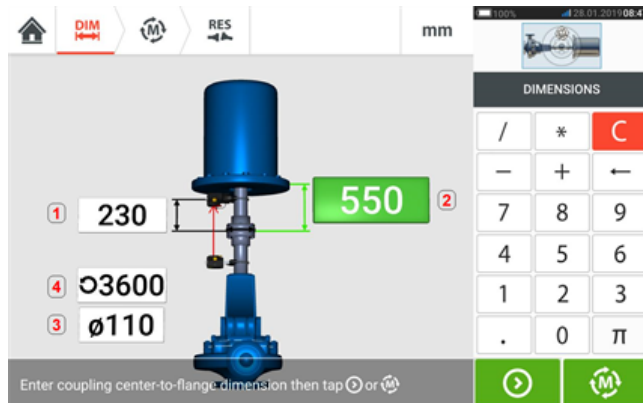 DIM
RES
mm
100%
28.01.2019 08:4
DIMENSIONS
/ * C
− + ←
7 8 9
4 5 6
1 2 3
. 0 π
M
1 230
550 2
4 3600
3 ø110
Enter coupling center-to-flange dimension then tap or M